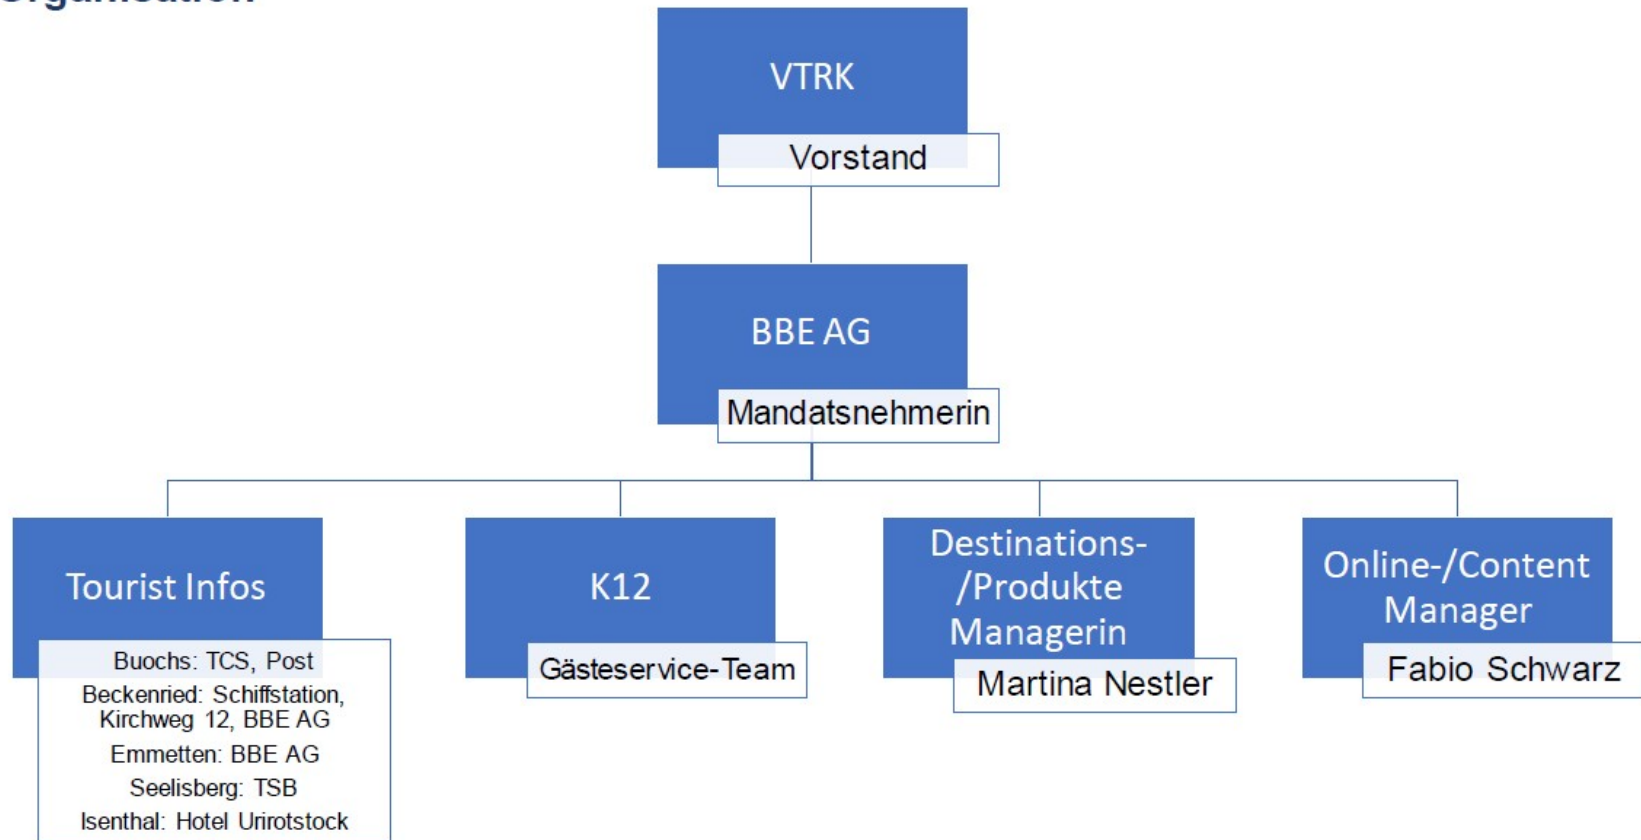 Organisation
VTRK
Vorstand
BBE AG
Mandatsnehmerin
Tourist Infos
Buochs: TCS, Post
Beckenried: Schiffstation,
Kirchweg 12, BBE AG
Emmetten: BBE AG
Seelisberg: TSB
Isenthal: Hotel Urirotstock
K12
Gästeservice-Team
Destinations-
/Produkte
Managerin
Martina Nestler
Online-/Content
Manager
Fabio Schwarz